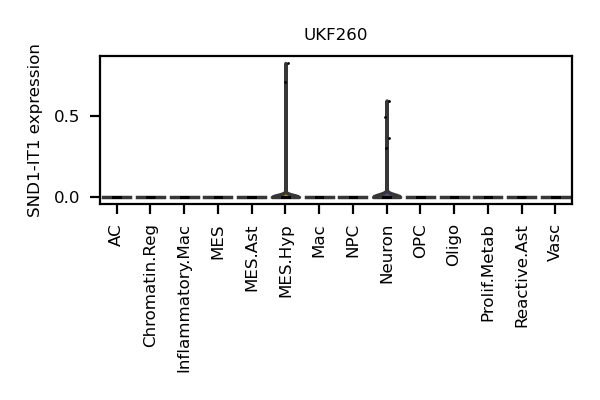 UKF260
SND1-IT1 expression
0.5
0.0
AC
Chromatin.Reg
Inflammatory.Mac
MES
MES.Ast
MES.Hyp
Mac
NPC
Neuron
OPC
Oligo
Prolif.Metab
Reactive.Ast
Vasc